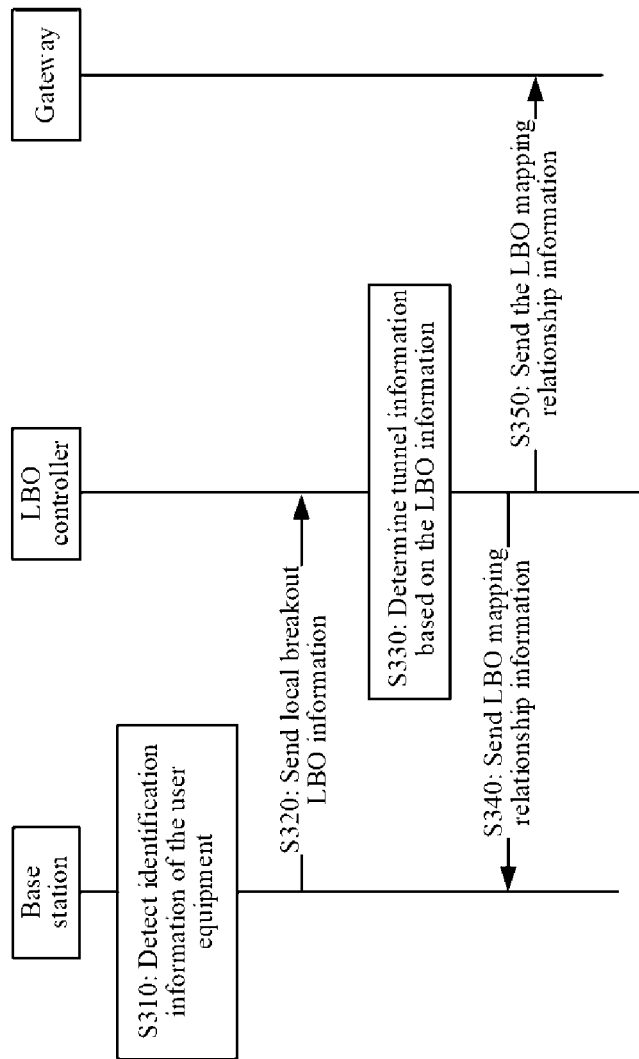 Base
station
LBO
controller
Gateway
S310: Detect identification
information of the user
equipment
S320: Send local breakout
LBO information
S330: Determine tunnel information
based on the LBO information
S340: Send LBO mapping
relationship information
S350: Send the LBO mapping
relationship information